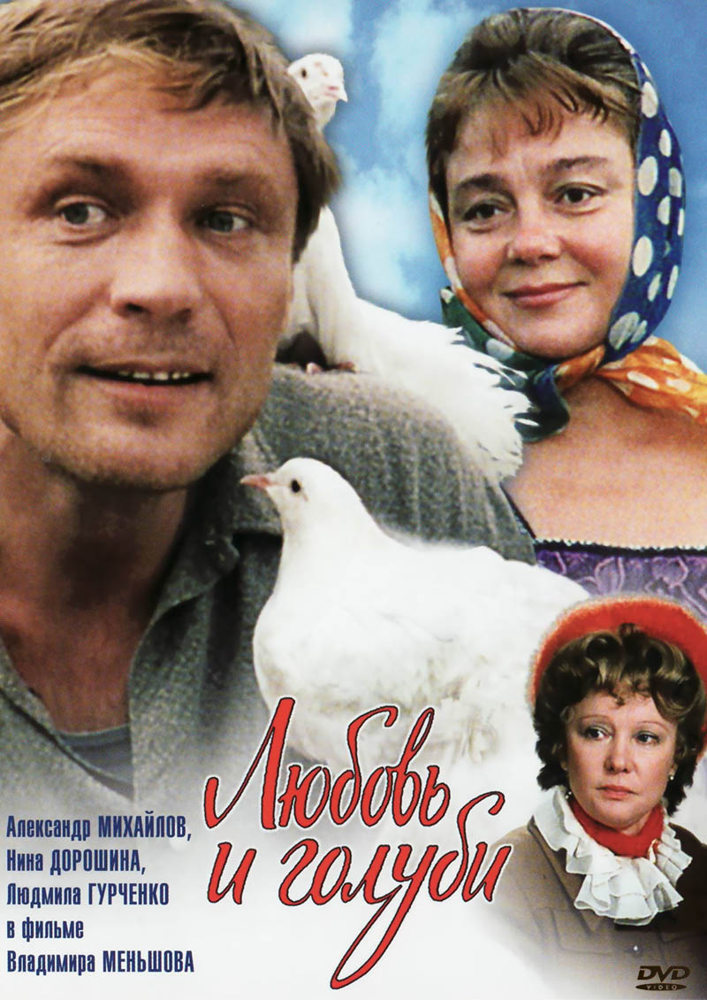 Любовь
и голуби
Александр МИХАЙЛОВ,
Нина ДОРОШИНА,
Людмила ГУРЧЕНКО
в фильме
Владимира МЕНЬШОВА
DVD
VIDEO